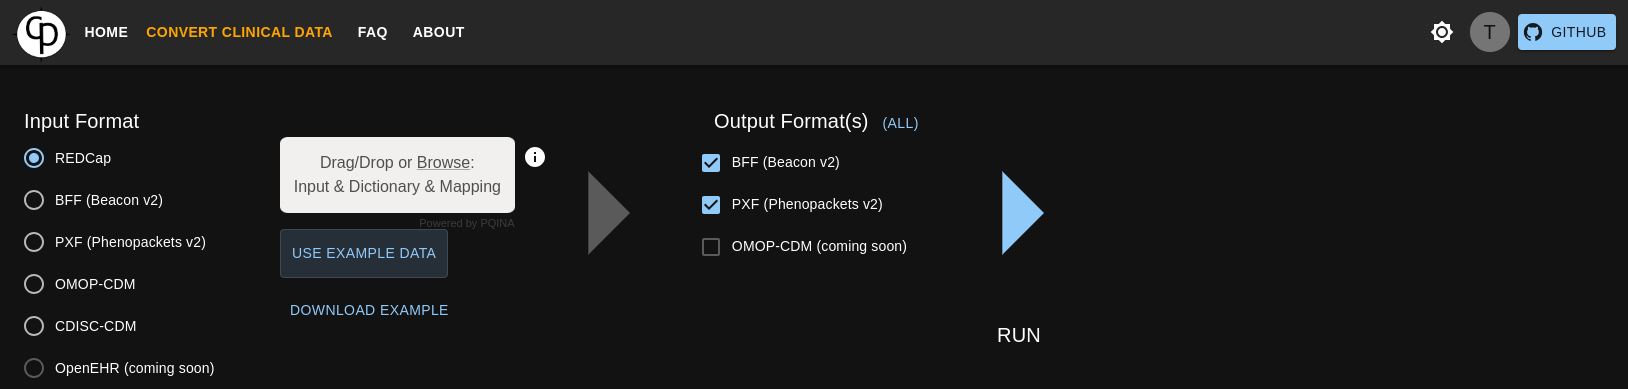 CP
HOME
CONVERT CLINICAL DATA
FAQ
ABOUT
T
GITHUB
Input Format
REDCap
BFF (Beacon v2)
PXF (Phenopackets v2)
OMOP-CDM
CDISC-CDM
OpenEHR (coming soon)
Drag/Drop or Browse:
Input & Dictionary & Mapping
Powered by PQINA
USE EXAMPLE DATA
DOWNLOAD EXAMPLE
Output Format(s) (ALL)
BFF (Beacon v2)
PXF (Phenopackets v2)
OMOP-CDM (coming soon)
RUN